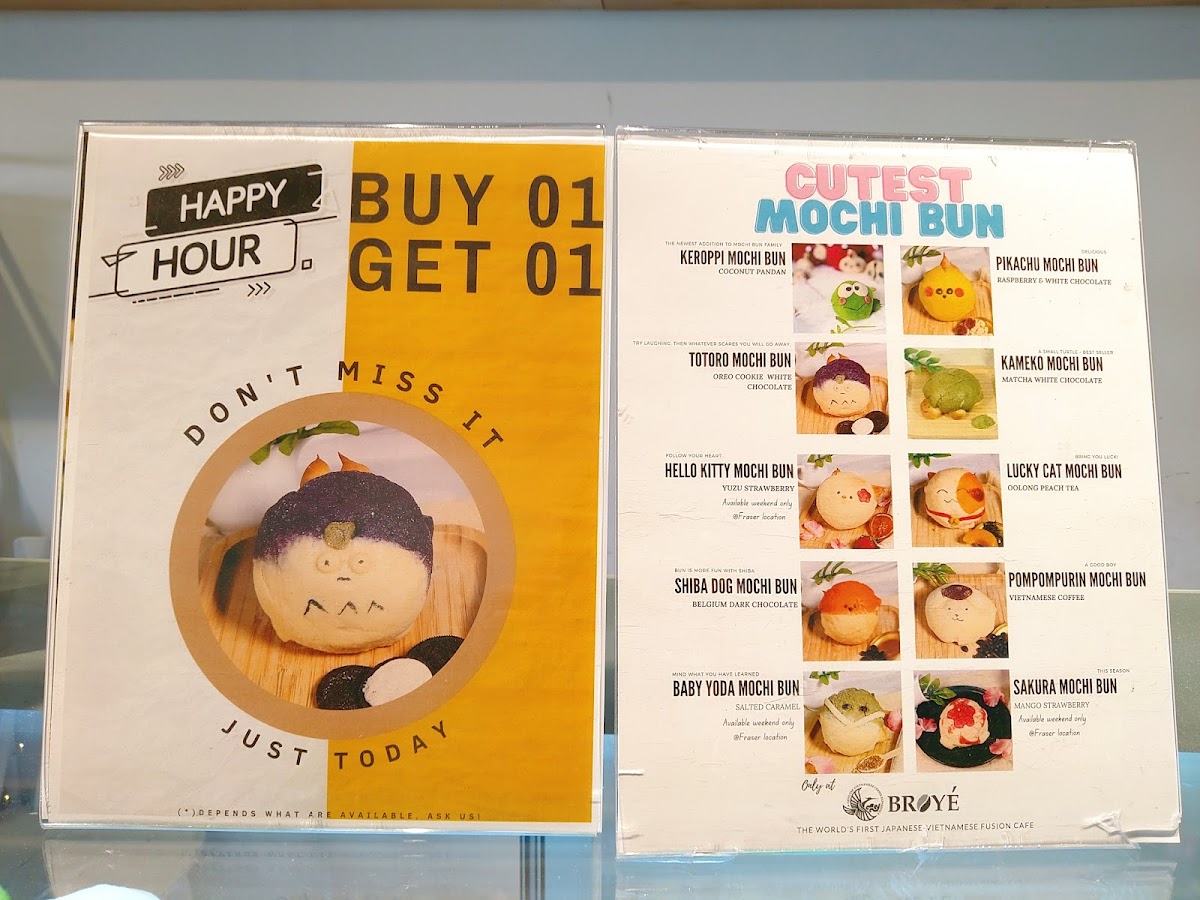 HAPPY
HOUR
BUY 01
GET 01
DON'T MISS IT
JUST TODAY
(*)DEPENDS WHAT ARE AVAILABLE, ASK US!
CUTEST
MOCHI BUN
THE NEWEST ADDITION TO MOCHI BUN FAMILY
KEROPPI MOCHI BUN
COCONUT PANDAN
DELICIOUS
PIKACHU MOCHI BUN
RASPBERRY & WHITE CHOCOLATE
TRY LAUGHING. THEN WHATEVER SCARES YOU WILL GO AWAY.
TOTORO MOCHI BUN
OREO COOKIE WHITE
CHOCOLATE
A SMALL TURTLE - BEST SELLER
KAMEKO MOCHI BUN
MATCHA WHITE CHOCOLATE
FOLLOW YOUR HEART
HELLO KITTY MOCHI BUN
YUZU STRAWBERRY
Available weekend only
@Fraser location
BRING YOU LUCK!
LUCKY CAT MOCHI BUN
OOLONG PEACH TEA
BUN IS MORE FUN WITH SHIBA
SHIBA DOG MOCHI BUN
BELGIUM DARK CHOCOLATE
A GOOD BOY
POMPOMPURIN MOCHI BUN
VIETNAMESE COFFEE
MIND WHAT YOU HAVE LEARNED
BABY YODA MOCHI BUN
SALTED CARAMEL
Available weekend only
@Fraser location
THIS SEASON
SAKURA MOCHI BUN
MANGO STRAWBERRY
Available weekend only
@Fraser location
Only at
BRØYÉ
THE WORLD'S FIRST JAPANESE-VIETNAMESE FUSION CAFE